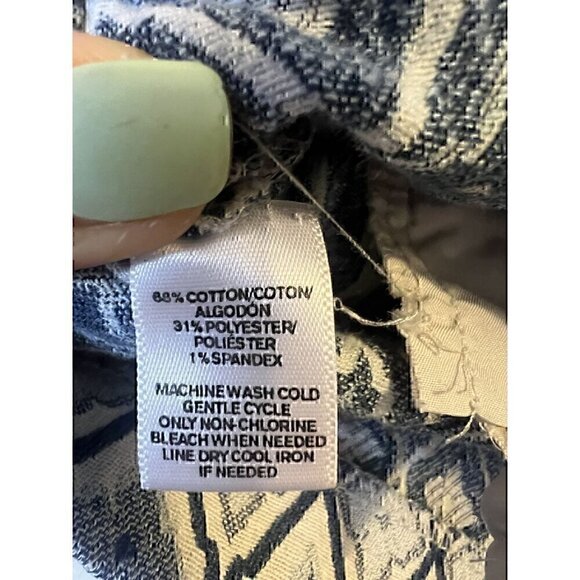 68% COTTON/COTON/
ALGODÓN
31% POLYESTER/
POLIÉSTER
1% SPANDEX
MACHINE WASH COLD
GENTLE CYCLE
ONLY NON-CHLORINE
BLEACH WHEN NEEDED
LINE DRY COOL IRON
IF NEEDED